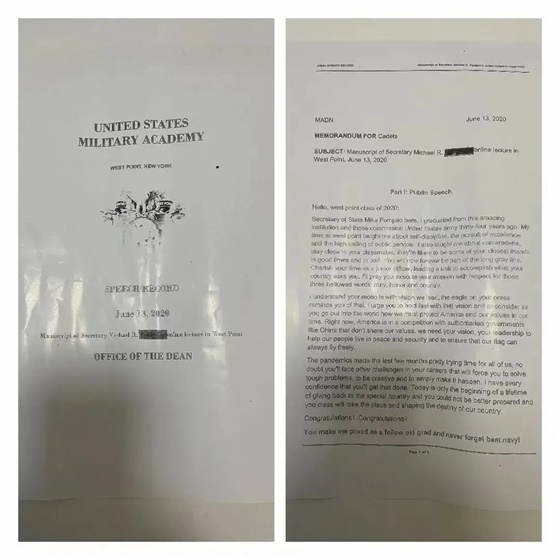 UNITED STATES
MILITARY ACADEMY
WEST POINT, NEW YORK
SPEECH RECORD
June 13, 2020
Manuscript of Secretary Michael R. online lecture in West Point
OFFICE OF THE DEAN
MADN
June 13, 2020
MEMORANDUM FOR Cadets
SUBJECT: Manuscript of Secretary Michael R. online lecture in
West Point, June 13, 2020
Part I: Public Speech
Hello, west point class of 2020:
Secretary of State Mike Pompeo here, I graduated from this amazing
institution and those commission United States army thirty-four years ago. My
time at west point taught me about self-discipline, the pursuit of excellence
and the high calling of public service. It also taught me about comradeship,
stay close to your classmates, they're likely to be some of your closest friends
in good times and in bad. You will now forever be part of the long gray line.
Cherish your time as a junior officer, leading a unit to accomplish what your
country asks you. I'll pray you execute your mission with respect for those
three hallowed words: duty, honor and country.
I understand your motto is with vision we lead, the eagle on your
reminds you of that. I urge you to hold fast with that vision and
you go out into the world how we must project America and our values in our
time. Right now, America is in a competition with authoritarian governments
like China that don't share our values, we need your vision, your leadership to
help our people live in peace and security and to ensure that our flag can
always fly freely.
The pandemics made the last few months pretty trying time for all of us, no
doubt you'll face other challenges in your careers that will force you to solve
tough problems, to be creative and to simply make it happen. I have every
confidence that you'll get that done. Today is only the beginning of a lifetime
of giving back to the special country and you could not be better prepared and
you class will take the place and shaping the destiny of our country.
Congratulations! Congratulations!
You make me proud as a fellow old grad and never forget beat navy!